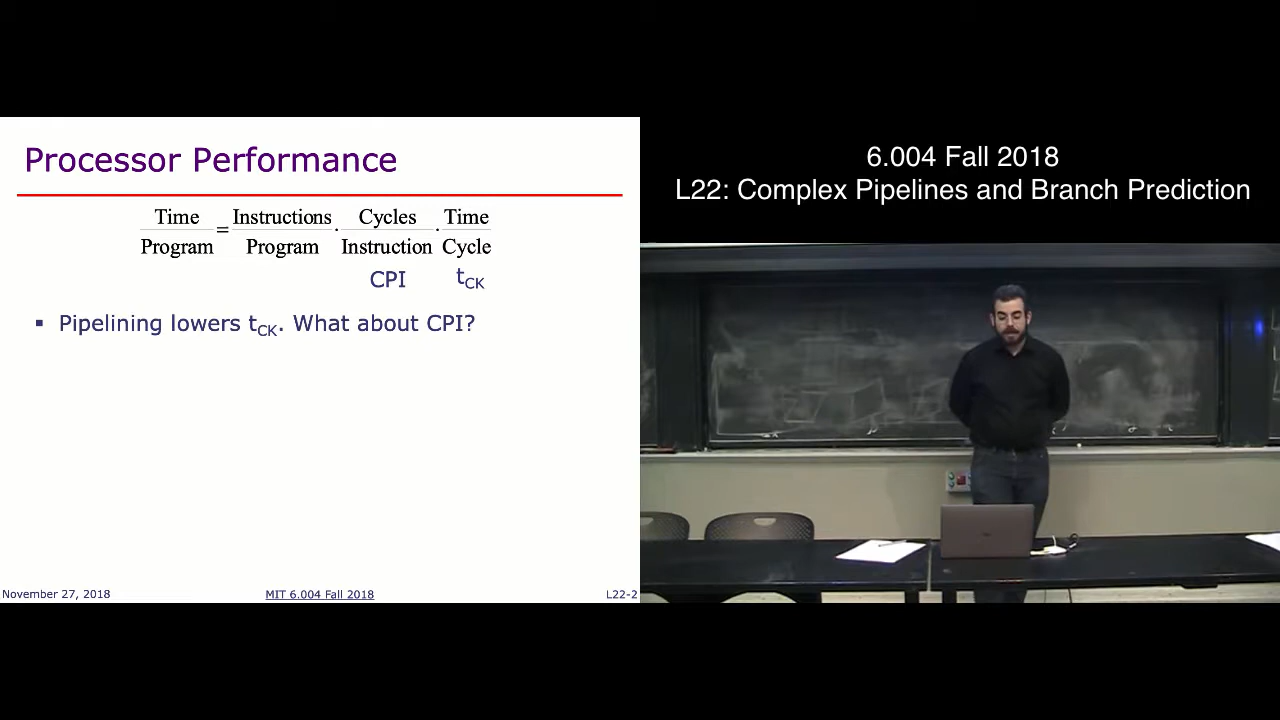 Processor Performance
Time / Program = Instructions / Program · Cycles / Instruction · Time / Cycle
CPI tCK
▪ Pipelining lowers tCK. What about CPI?
November 27, 2018
MIT 6.004 Fall 2018
L22-2
6.004 Fall 2018
L22: Complex Pipelines and Branch Prediction